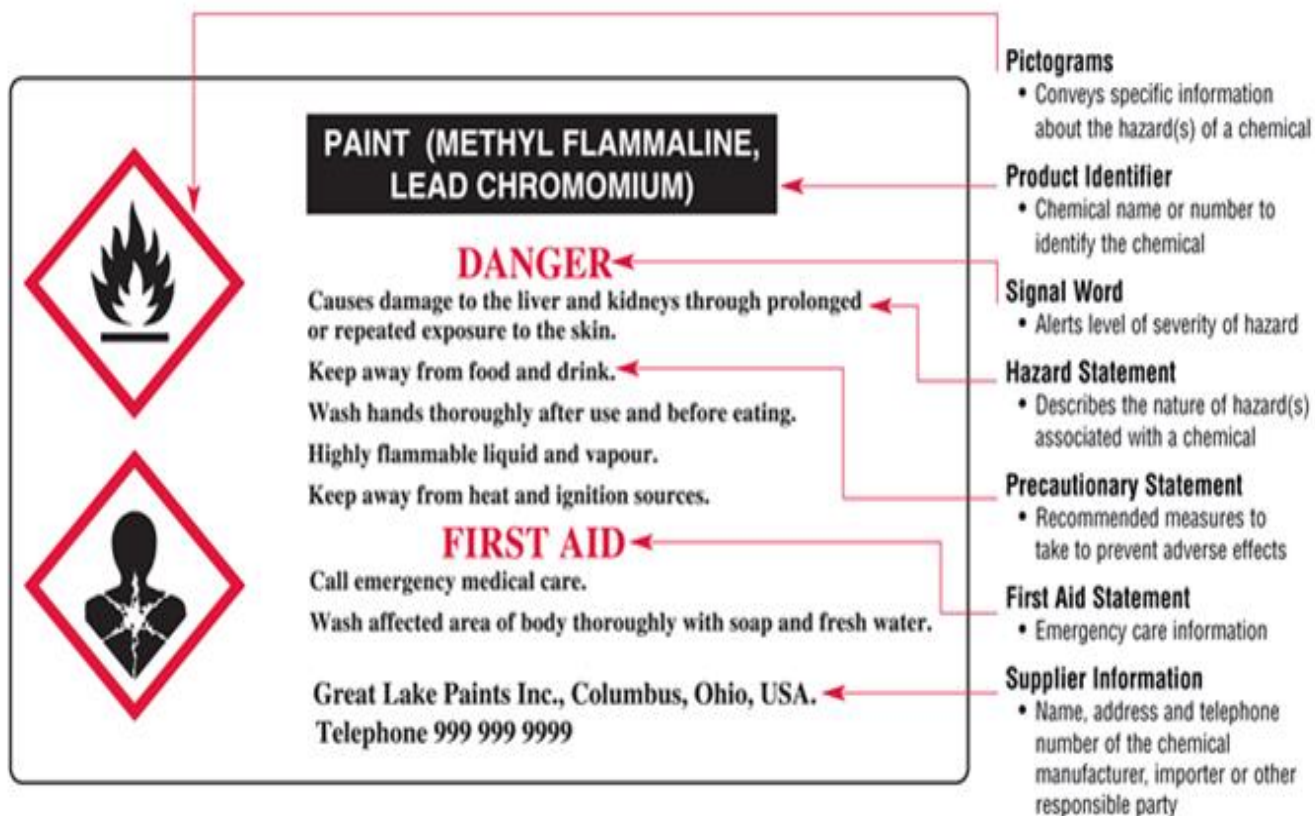 PAINT (METHYL FLAMMALINE,
LEAD CHROMOMIUM)
DANGER
Causes damage to the liver and kidneys through prolonged
or repeated exposure to the skin.
Keep away from food and drink.
Wash hands thoroughly after use and before eating.
Highly flammable liquid and vapour.
Keep away from heat and ignition sources.
FIRST AID
Call emergency medical care.
Wash affected area of body thoroughly with soap and fresh water.
Great Lake Paints Inc., Columbus, Ohio, USA.
Telephone 999 999 9999
Pictograms
• Conveys specific information
about the hazard(s) of a chemical
Product Identifier
• Chemical name or number to
identify the chemical
Signal Word
• Alerts level of severity of hazard
Hazard Statement
• Describes the nature of hazard(s)
associated with a chemical
Precautionary Statement
• Recommended measures to
take to prevent adverse effects
First Aid Statement
• Emergency care information
Supplier Information
• Name, address and telephone
number of the chemical
manufacturer, importer or other
responsible party